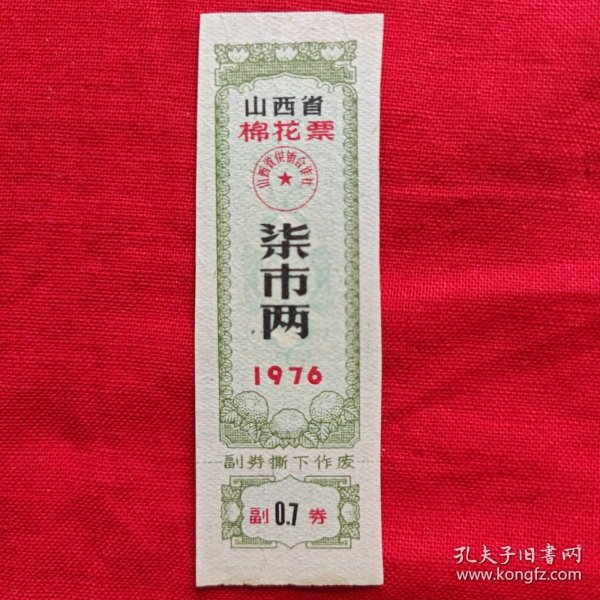 山西省
棉花票
山西省供销合作社
柒市两
1976
副券撕下作废
副 0.7 券
孔夫子旧书网
www.kongfz.com